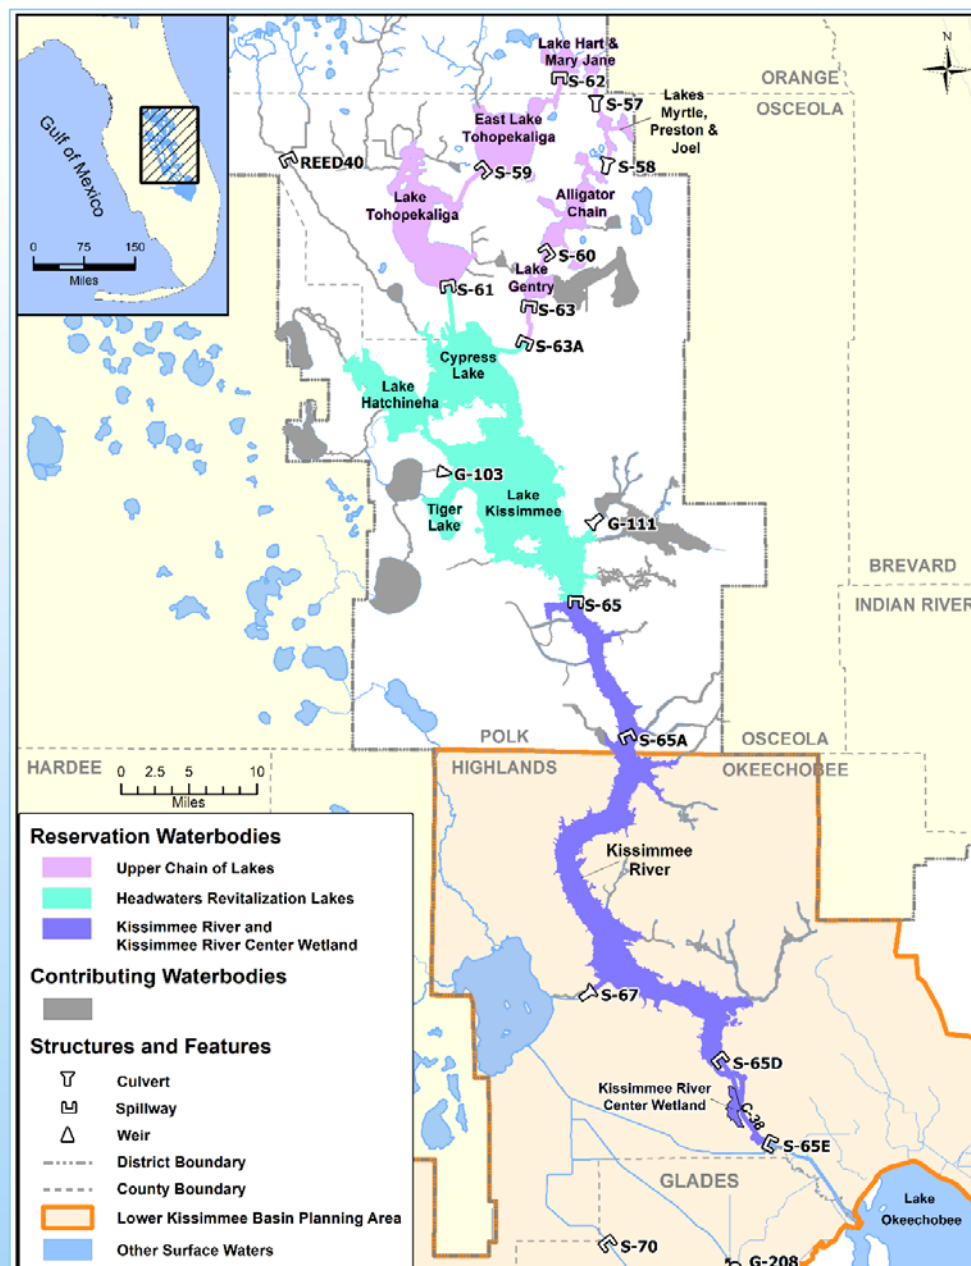 N
Gulf of Mexico
0 75 150
Miles
Lake Hart &
Mary Jane
S-62
ORANGE
OSCEOLA
S-57
Lakes
Myrtle,
Preston &
Joel
East Lake
Tohopekaliga
REED40
S-59
S-58
Lake
Tohopekaliga
Alligator
Chain
S-60
Lake
Gentry
S-61
S-63
S-63A
Cypress
Lake
Lake
Hatchineha
G-103
Lake
Kissimmee
Tiger
Lake
G-111
BREVARD
INDIAN RIVER
S-65
S-65A
POLK
OSCEOLA
HARDEE
HIGHLANDS
OKEECHOBEE
0 2.5 5 10
Miles
Kissimmee
River
S-67
S-65D
Kissimmee River
Center Wetland
C-38
S-65E
GLADES
Lake
Okeechobee
S-70
G-208
Reservation Waterbodies
Upper Chain of Lakes
Headwaters Revitalization Lakes
Kissimmee River and
Kissimmee River Center Wetland
Contributing Waterbodies
Structures and Features
Culvert
Spillway
Weir
District Boundary
County Boundary
Lower Kissimmee Basin Planning Area
Other Surface Waters